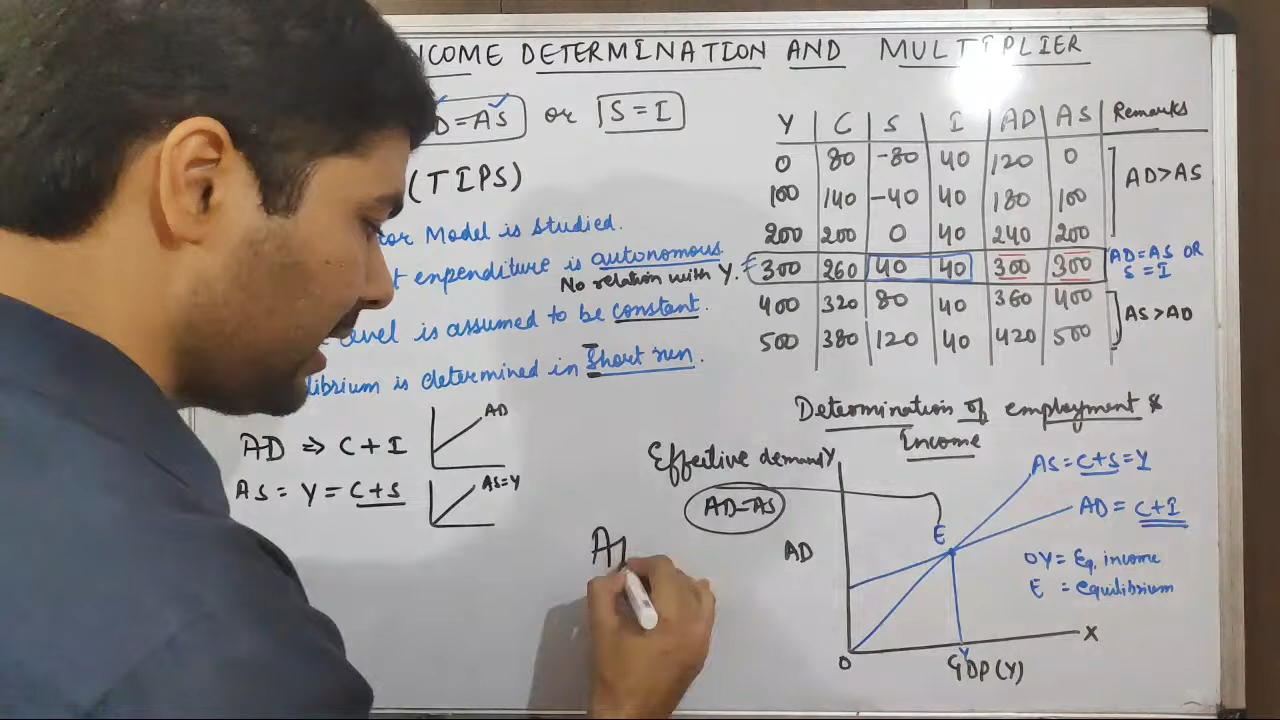 NCOME DETERMINATION AND MULTIPLIER
D=AS or S=I
(TIPS)
tor Model is studied.
t expenditure is autonomous
No relation with Y.
level is assumed to be constant.
librium is determined in Short run.
AD ⇒ C+I
AD
AS = Y = C+S
AS=Y
Y C S I AD AS Remarks
0 80 -80 40 120 0
100 140 -40 40 180 100
AD>AS
200 200 0 40 240 200
300 260 40 40 300 300
AD=AS OR
S=I
400 320 80 40 360 400
AS>AD
500 380 120 40 420 500
Determination of employment &
Income
Effective demand Y
AD=AS
AD
AS=C+S=Y
AD = C+I
E
OY= Eq. income
E = equilibrium
O
Y
X
GDP(Y)